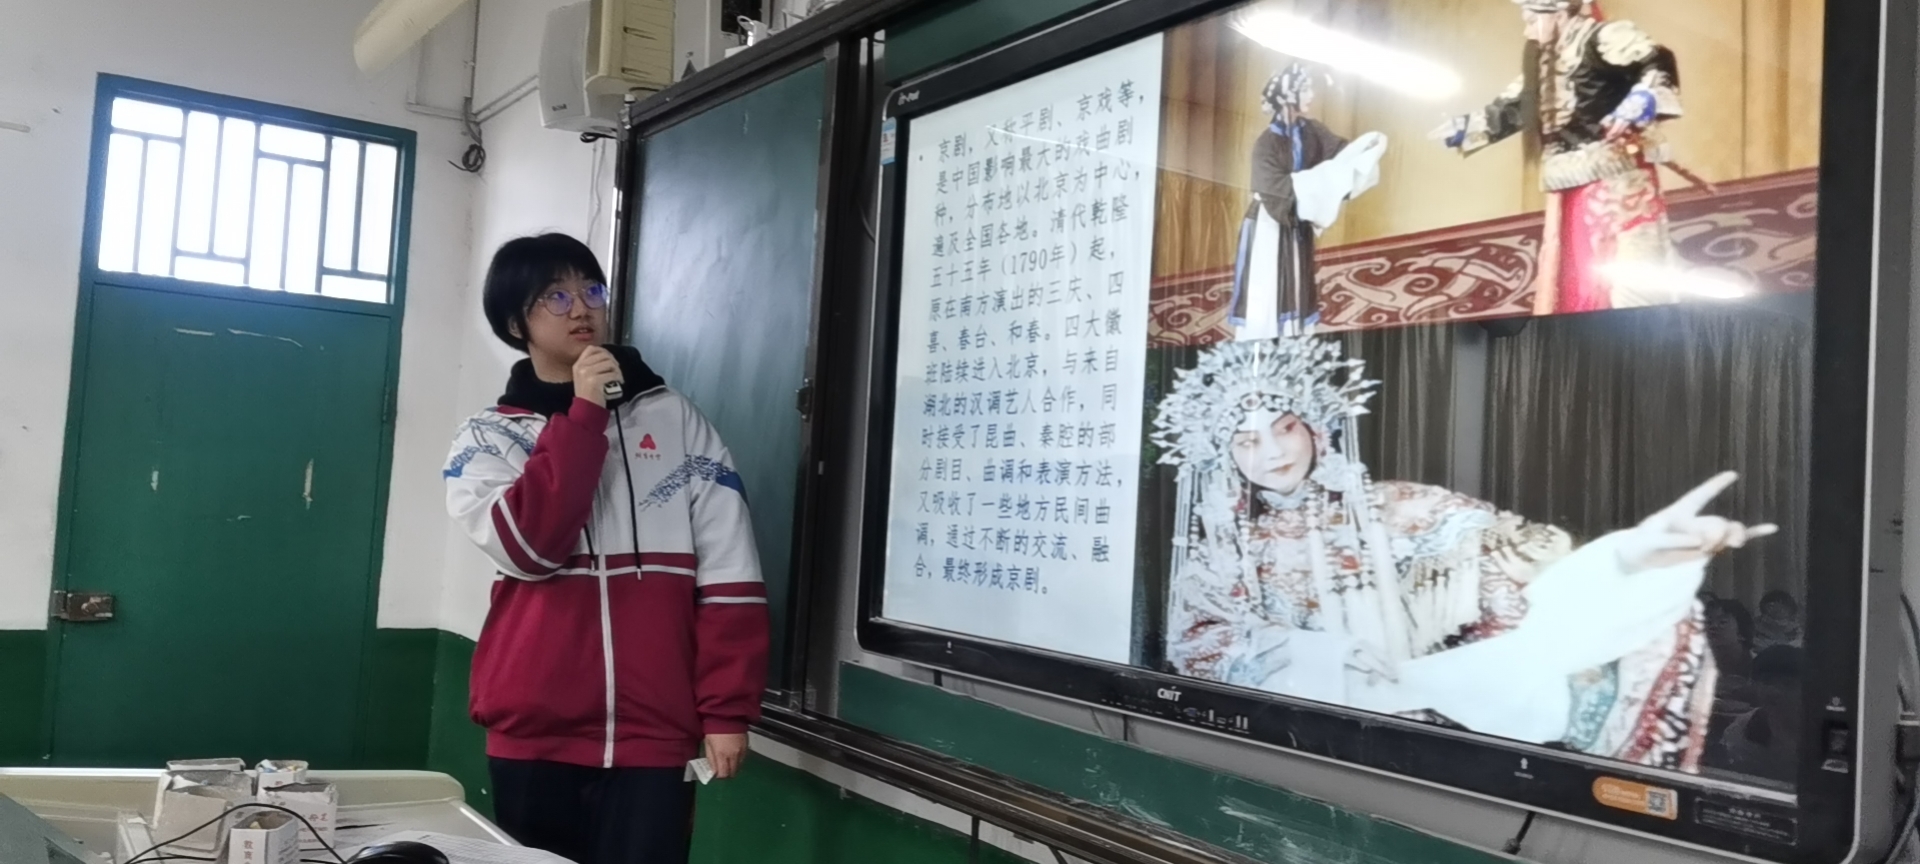 京剧，又称平剧、京戏等，
是中国影响最大的戏曲剧
种，分布地以北京为中心，
遍及全国各地。清代乾隆
五十五年（1790年）起，
原在南方演出的三庆、四
喜、春台、和春。四大徽
班陆续进入北京，与来自
湖北的汉调艺人合作，同
时接受了昆曲、秦腔的部
分剧目、曲调和表演方法，
又吸收了一些地方民间曲
调，通过不断的交流、融
合，最终形成京剧。
CNIT